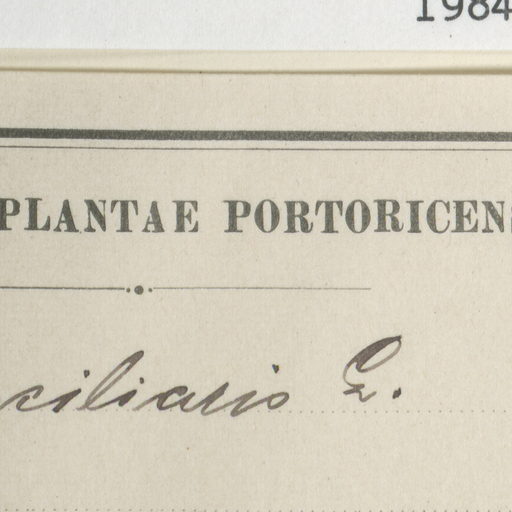 1984
PLANTAE PORTORICENS
ciliaris L.